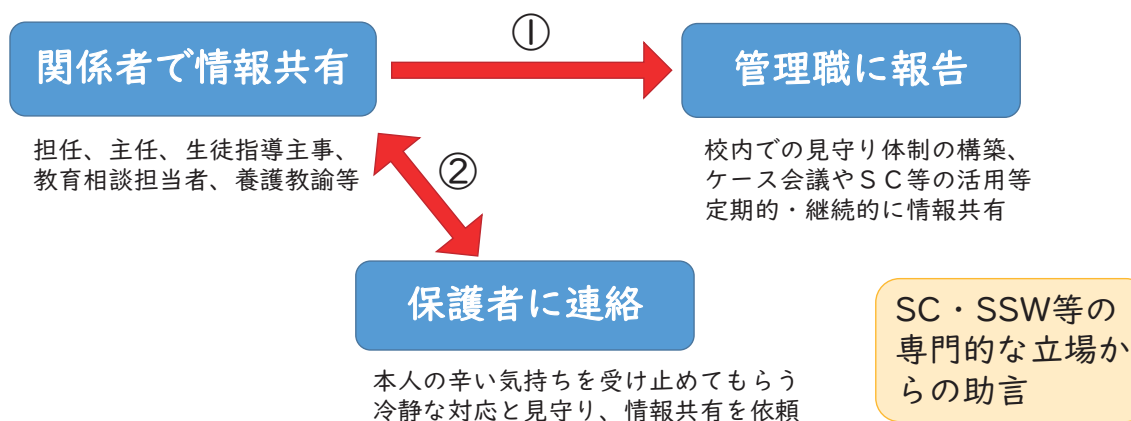 ①
関係者で情報共有
管理職に報告
担任、主任、生徒指導主事、
教育相談担当者、養護教諭等
校内での見守り体制の構築、
ケース会議やＳＣ等の活用等
定期的・継続的に情報共有
②
保護者に連絡
本人の辛い気持ちを受け止めてもらう
冷静な対応と見守り、情報共有を依頼
SC・SSW等の
専門的な立場か
らの助言